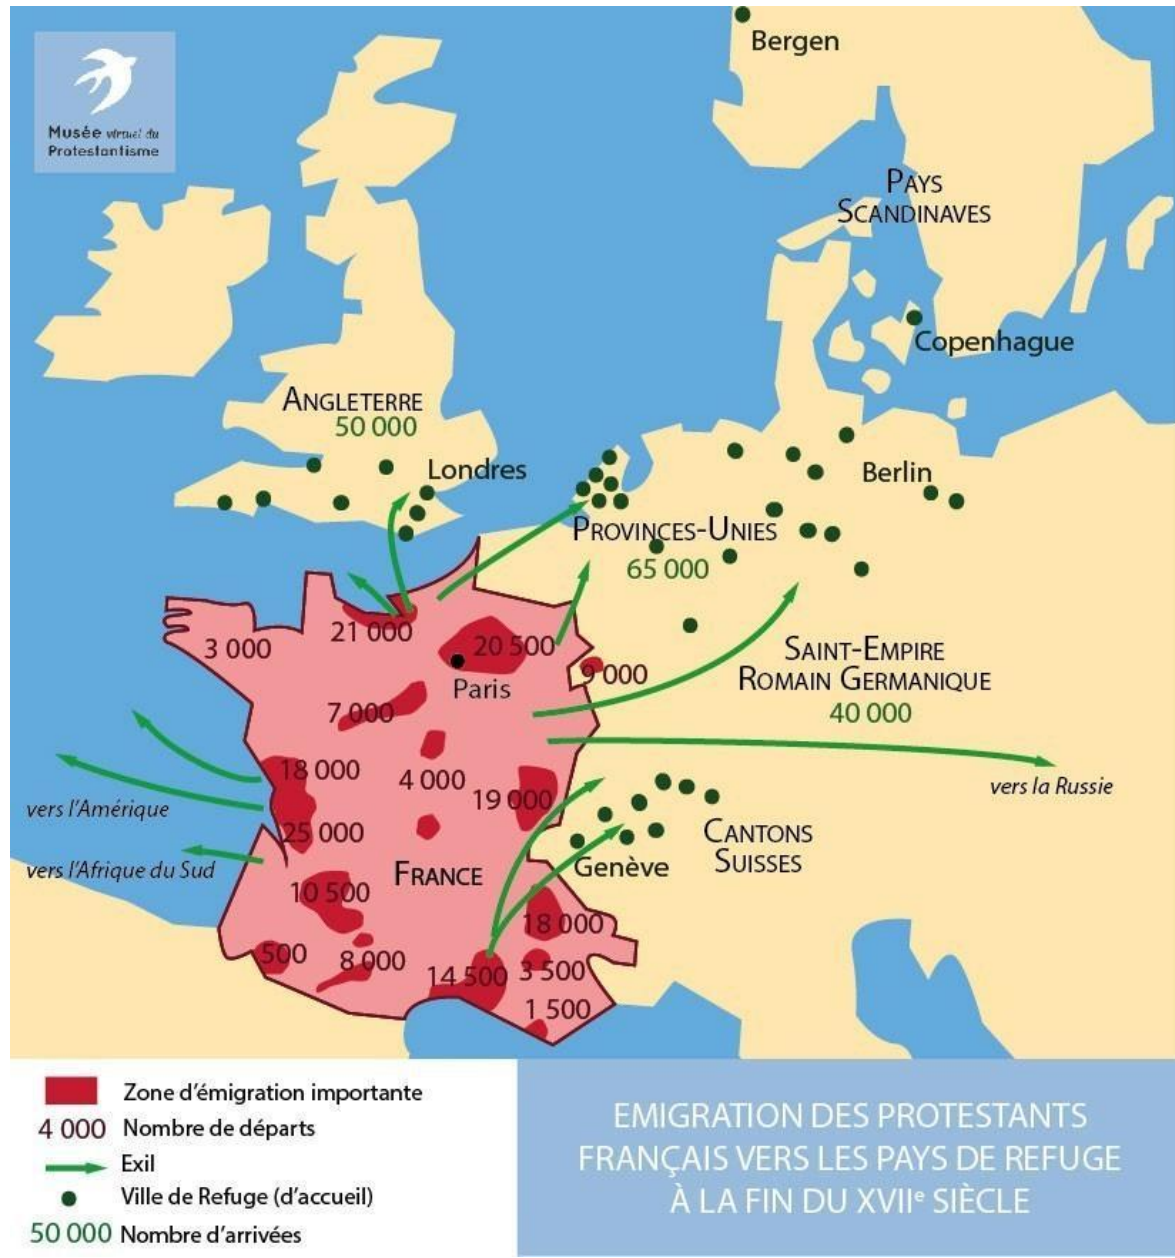 Bergen
Musée virtuel du
Protestantisme
PAYS
SCANDINAVES
Copenhague
ANGLETERRE
50 000
Londres
Berlin
PROVINCES-UNIES
65 000
3 000
21 000
20 500
Paris
9 000
SAINT-EMPIRE
ROMAIN GERMANIQUE
40 000
7 000
18 000
4 000
19 000
vers la Russie
vers l'Amérique
25 000
CANTONS
SUISSES
Genève
vers l'Afrique du Sud
FRANCE
10 500
18 000
500
8 000
14 500
3 500
1 500
Zone d'émigration importante
4 000 Nombre de départs
Exil
Ville de Refuge (d'accueil)
50 000 Nombre d'arrivées
EMIGRATION DES PROTESTANTS
FRANÇAIS VERS LES PAYS DE REFUGE
À LA FIN DU XVIIe SIÈCLE